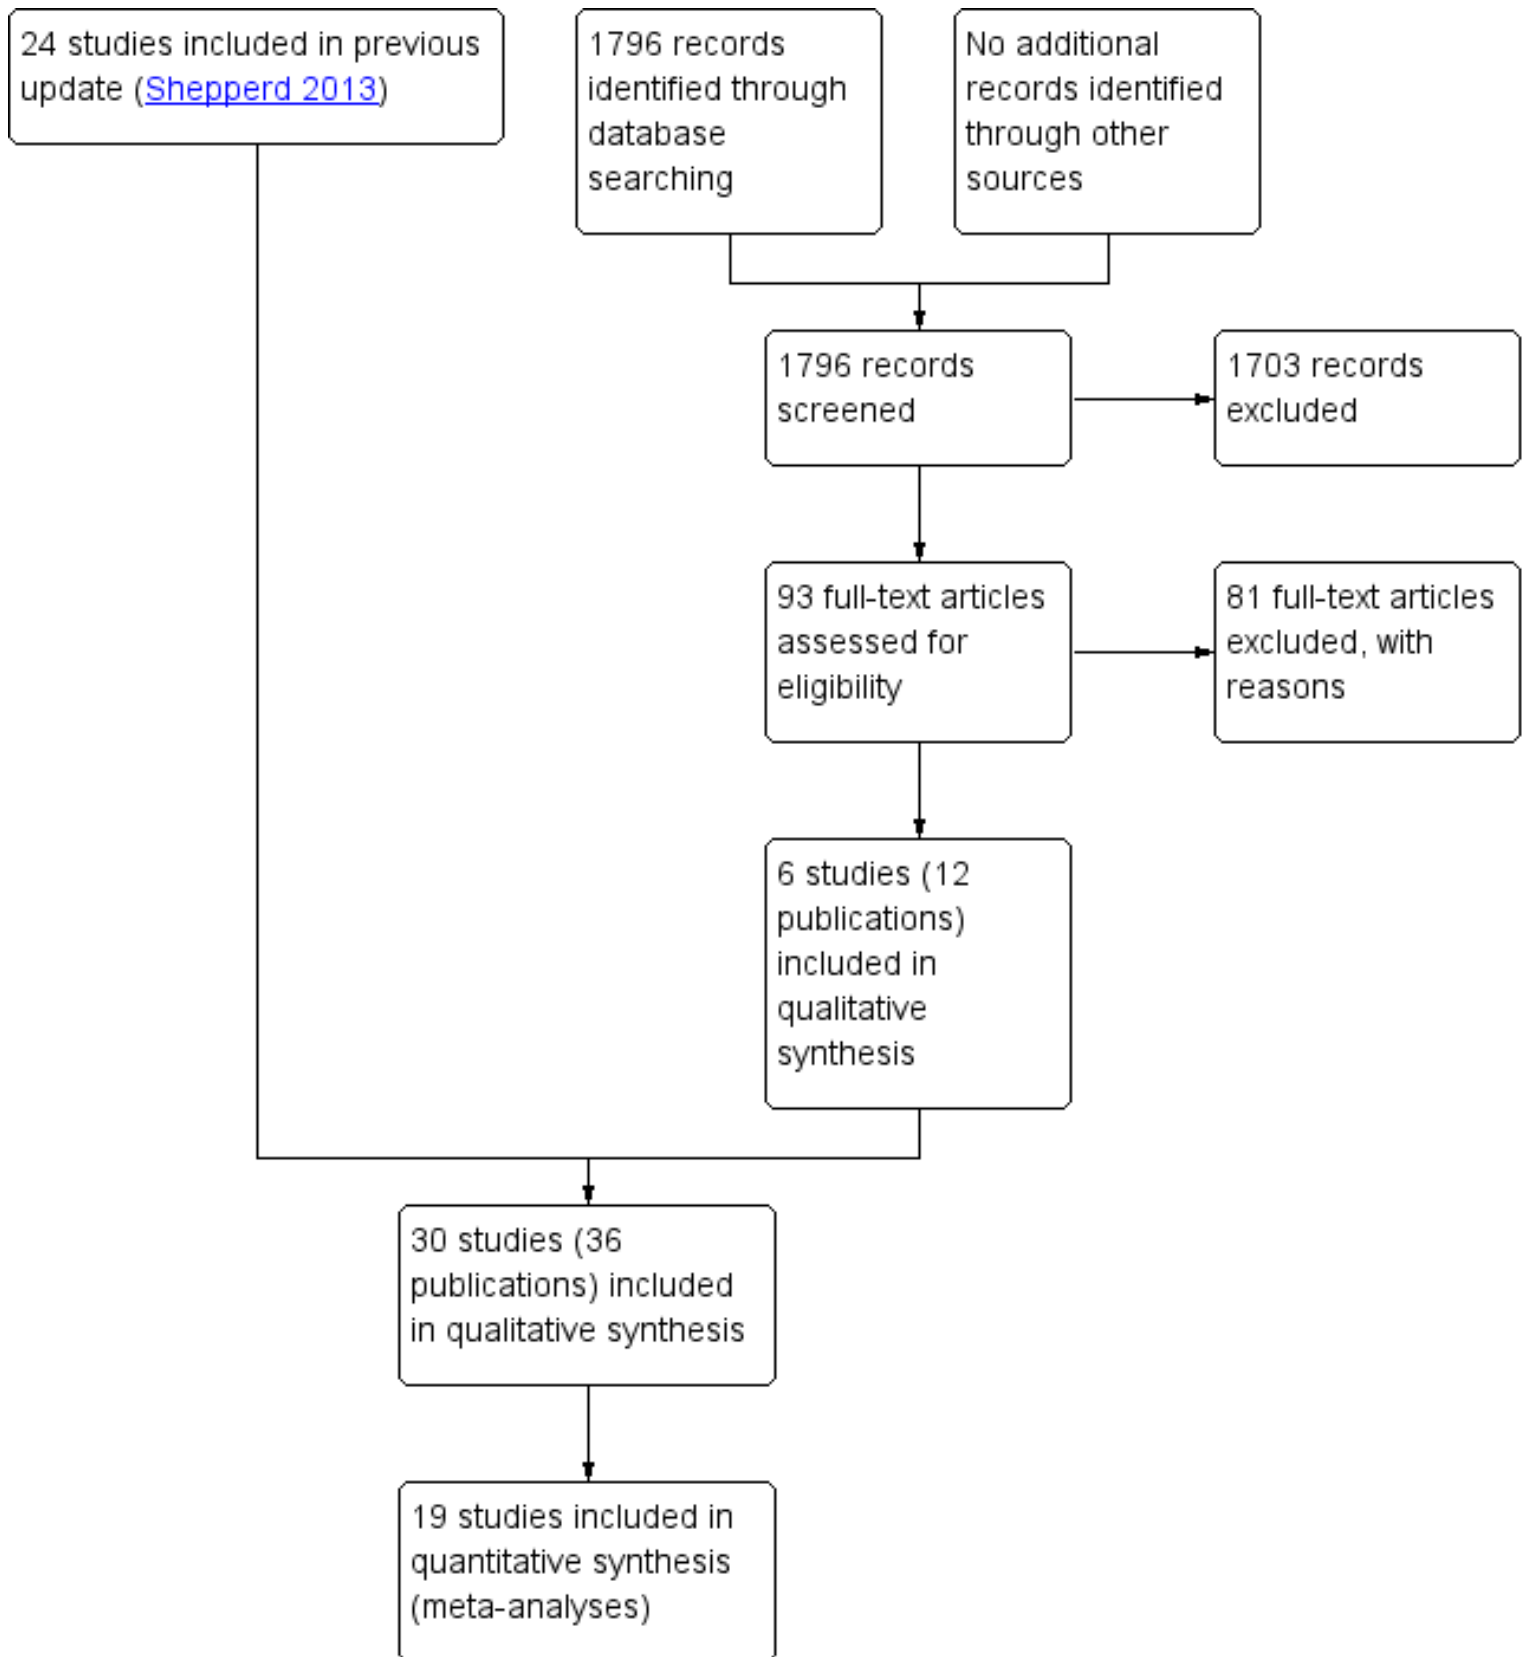 24 studies included in previous
update (Shepperd 2013)
1796 records
identified through
database
searching
No additional
records identified
through other
sources
1796 records
screened
1703 records
excluded
93 full-text articles
assessed for
eligibility
81 full-text articles
excluded, with
reasons
6 studies (12
publications)
included in
qualitative
synthesis
30 studies (36
publications) included
in qualitative synthesis
19 studies included in
quantitative synthesis
(meta-analyses)